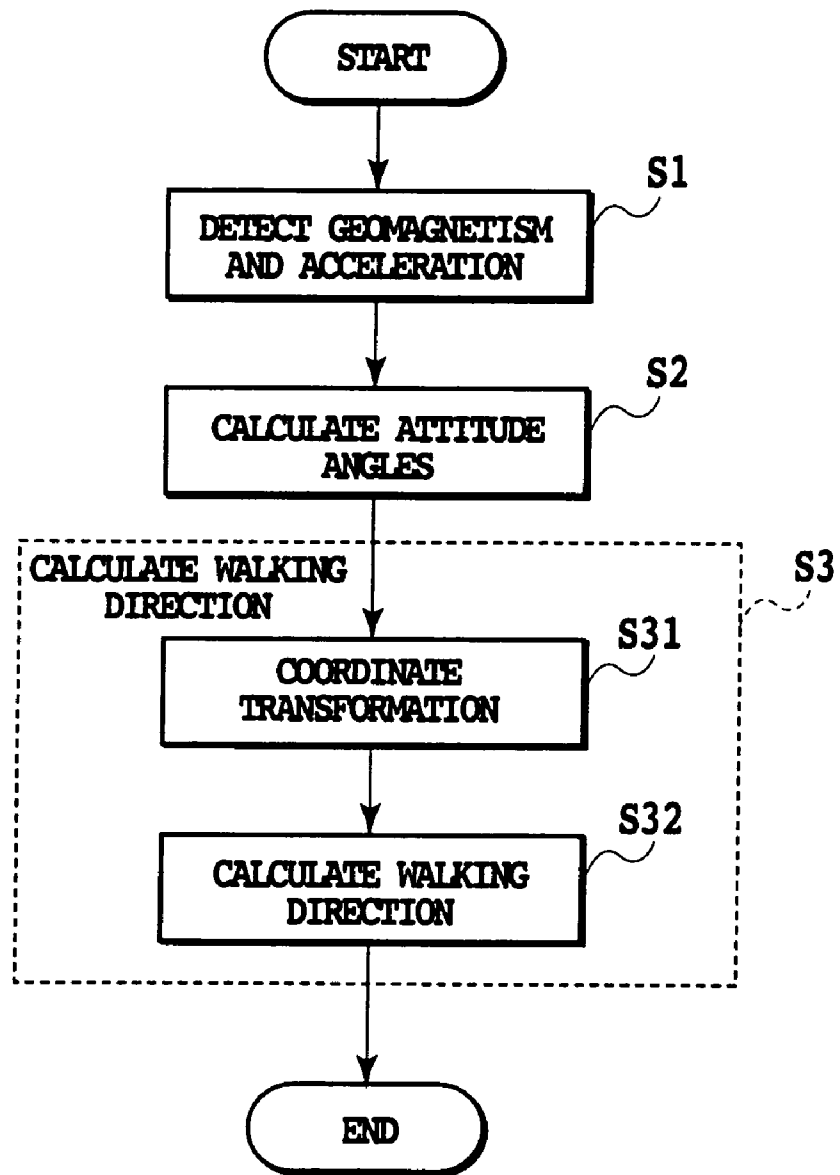 START
S1
DETECT GEOMAGNETISM
AND ACCELERATION
S2
CALCULATE ATTITUDE
ANGLES
S3
CALCULATE WALKING
DIRECTION
S31
COORDINATE
TRANSFORMATION
S32
CALCULATE WALKING
DIRECTION
END